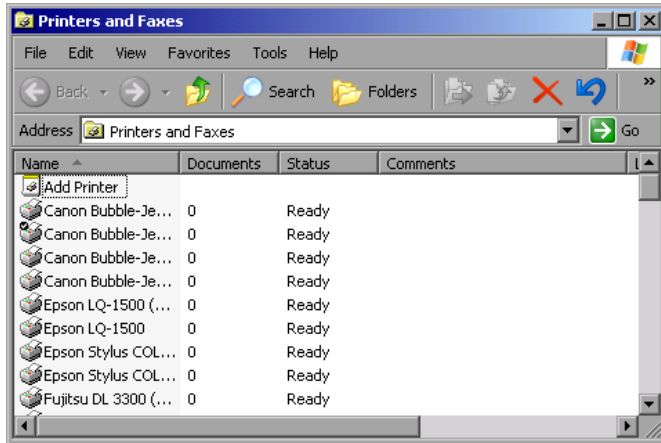 Printers and Faxes
File Edit View Favorites Tools Help
Back Search Folders »
Address Printers and Faxes Go
Name Documents Status Comments
Add Printer
Canon Bubble-Je... 0 Ready
Canon Bubble-Je... 0 Ready
Canon Bubble-Je... 0 Ready
Canon Bubble-Je... 0 Ready
Epson LQ-1500 (... 0 Ready
Epson LQ-1500 0 Ready
Epson Stylus COL... 0 Ready
Epson Stylus COL... 0 Ready
Fujitsu DL 3300 (... 0 Ready